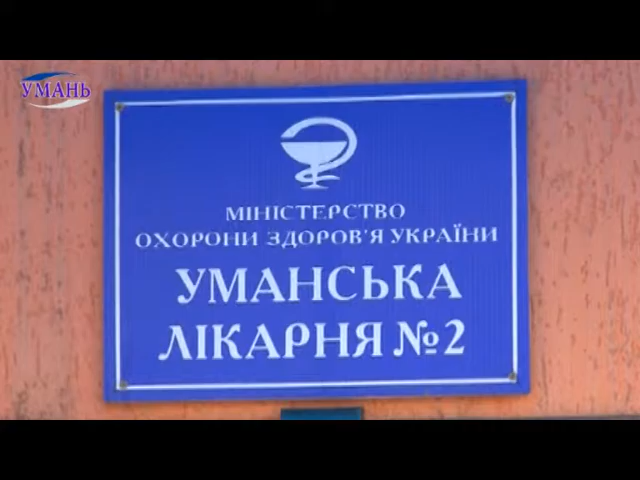 УМАНЬ
МІНІСТЕРСТВО
ОХОРОНИ ЗДОРОВ'Я УКРАЇНИ
УМАНСЬКА
ЛІКАРНЯ №2